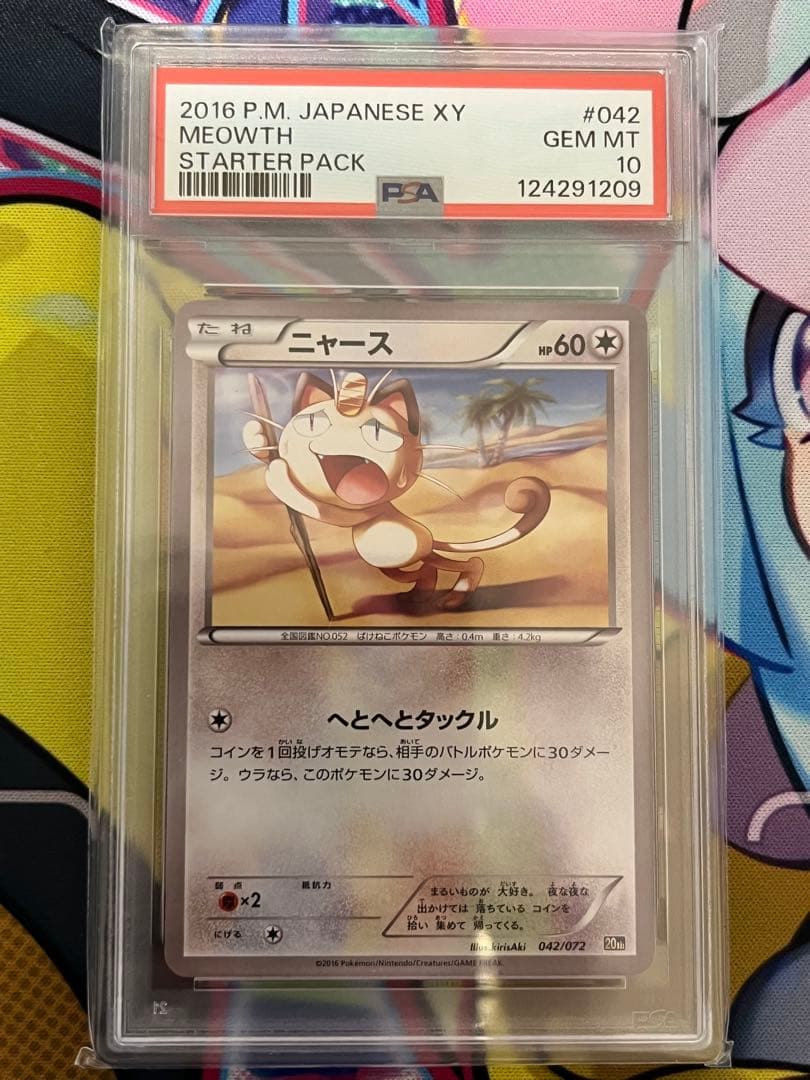 2016 P.M. JAPANESE XY #042
MEOWTH GEM MT
STARTER PACK 10
PSA 124291209
たね ニャース HP60
全国図鑑NO.052 ばけねこポケモン 高さ:0.4m 重さ:4.2kg
へとへとタックル
コインを1回投げオモテなら、相手のバトルポケモンに30ダメー
ジ。ウラなら、このポケモンに30ダメージ。
弱点 抵抗力
×2
にげる
まるいものが 大好き。 夜な夜な
出かけては 落ちている コインを
拾い 集めて 帰ってくる。
Illus.kirisAki 042/072 20th
©2016 Pokémon/Nintendo/Creatures/GAME FREAK.
PSA